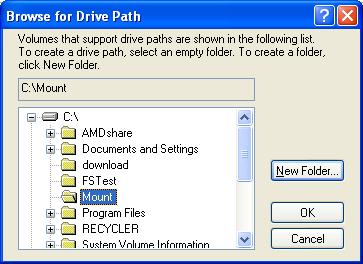 Browse for Drive Path
Volumes that support drive paths are shown in the following list.
To create a drive path, select an empty folder. To create a folder,
click New Folder.
C:\Mount
C:\
AMDshare
Documents and Settings
download
FSTest
Mount
Program Files
RECYCLER
System Volume Information
New Folder...
OK
Cancel